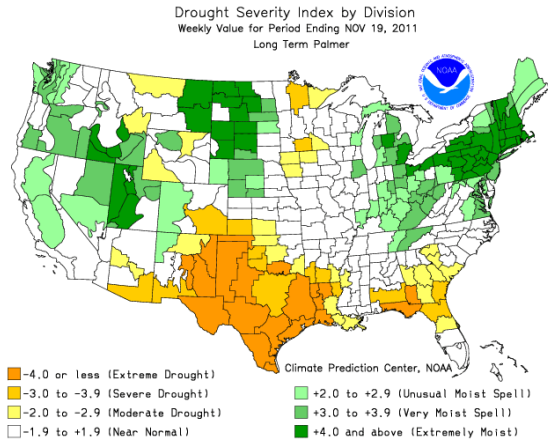 Drought Severity Index by Division
Weekly Value for Period Ending NOV 19, 2011
Long Term Palmer
NOAA
Climate Prediction Center, NOAA
-4.0 or less (Extreme Drought)
-3.0 to -3.9 (Severe Drought)
-2.0 to -2.9 (Moderate Drought)
-1.9 to +1.9 (Near Normal)
+2.0 to +2.9 (Unusual Moist Spell)
+3.0 to +3.9 (Very Moist Spell)
+4.0 and above (Extremely Moist)